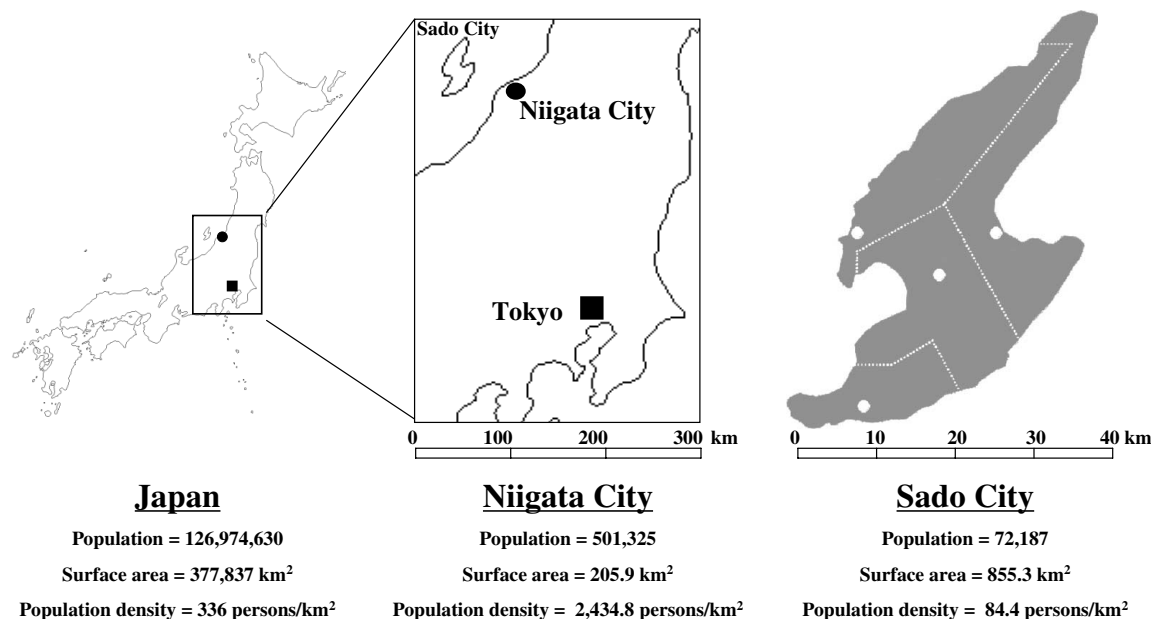 Sado City
Niigata City
Tokyo
0 100 200 300 km
0 10 20 30 40 km
Japan
Population = 126,974,630
Surface area = 377,837 km²
Population density = 336 persons/km²
Niigata City
Population = 501,325
Surface area = 205.9 km²
Population density = 2,434.8 persons/km²
Sado City
Population = 72,187
Surface area = 855.3 km²
Population density = 84.4 persons/km²